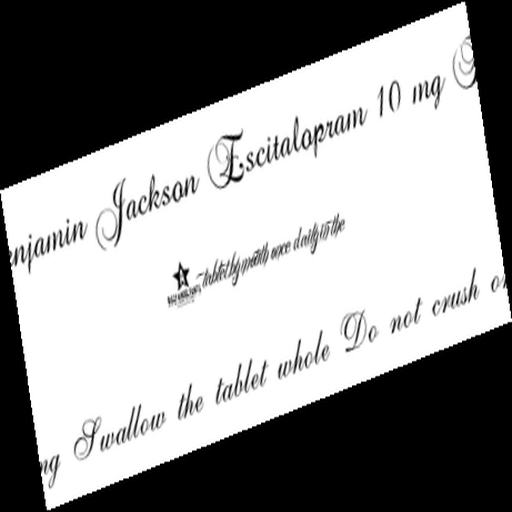 enjamin Jackson Escitalopram 10 mg
tablet by mouth once daily in the
ng Swallow the tablet whole Do not crush or